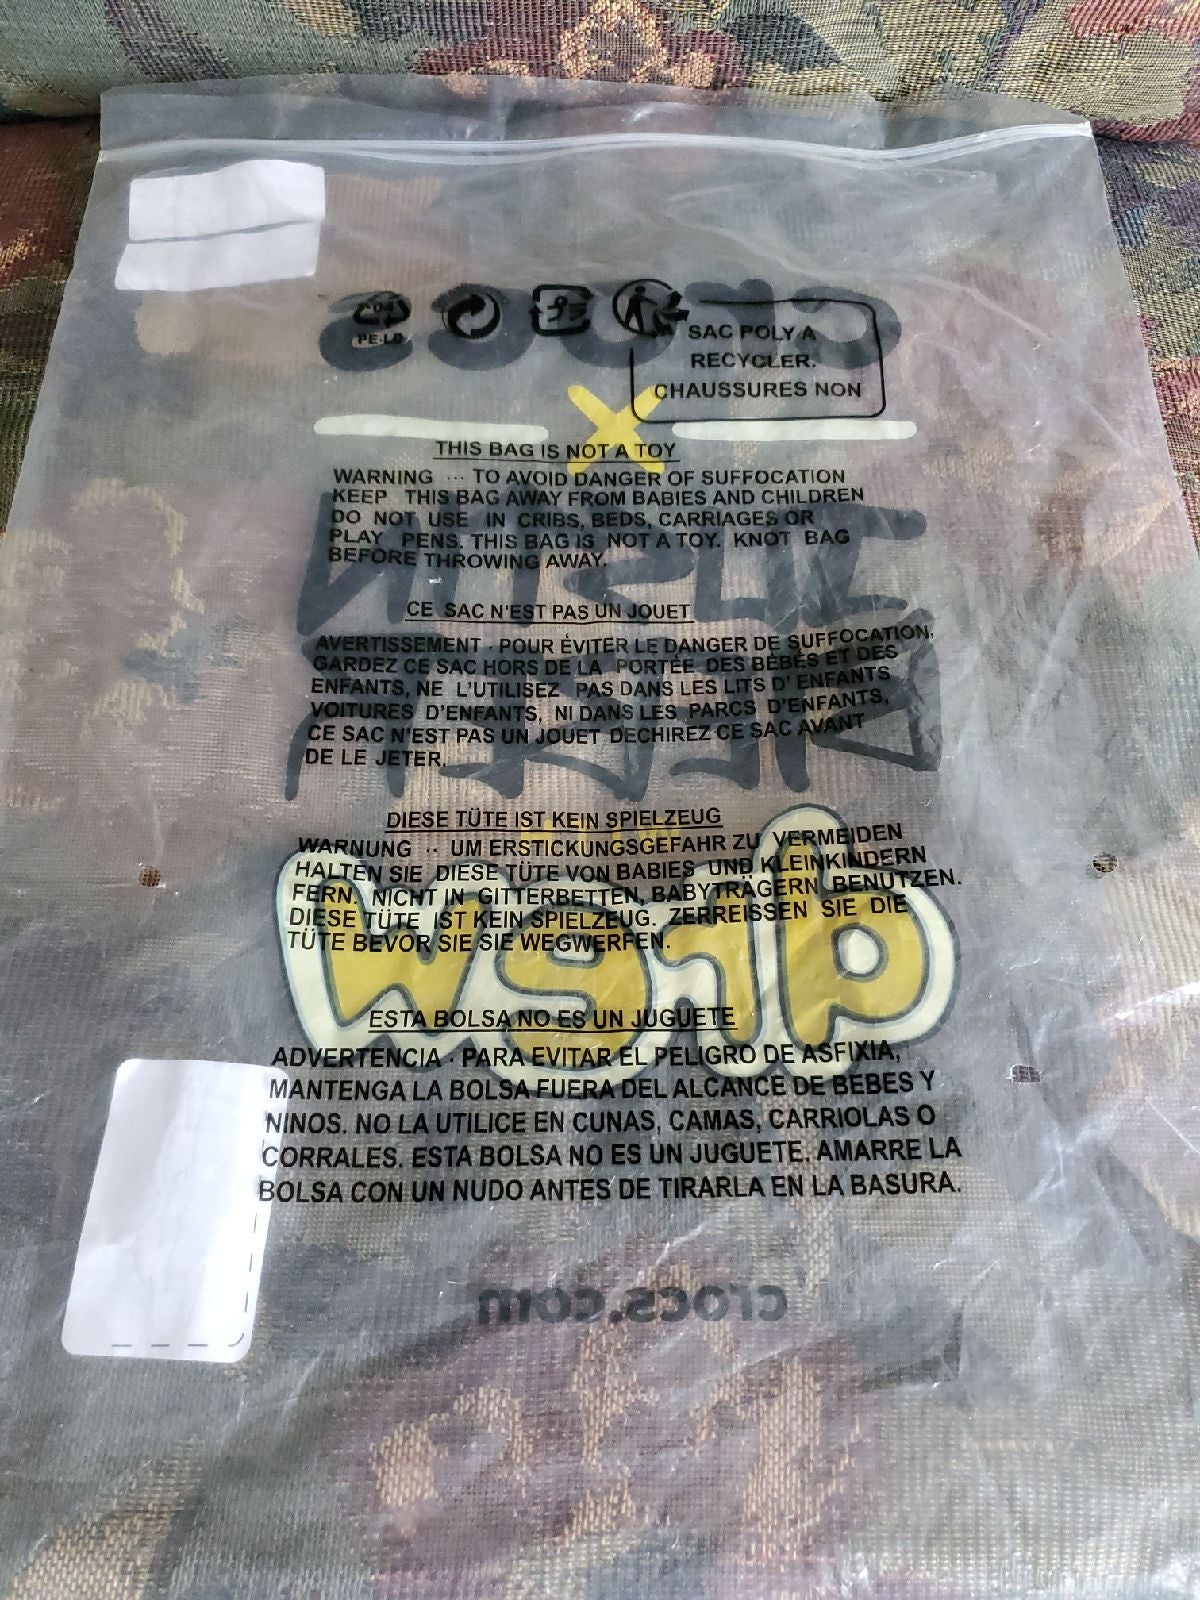 crocs
04
PE-LD
SAC POLY A
RECYCLER.
CHAUSSURES NON
X
THIS BAG IS NOT A TOY
WARNING ··· TO AVOID DANGER OF SUFFOCATION
KEEP THIS BAG AWAY FROM BABIES AND CHILDREN
DO NOT USE IN CRIBS, BEDS, CARRIAGES OR
PLAY PENS. THIS BAG IS NOT A TOY. KNOT BAG
BEFORE THROWING AWAY.
CE SAC N'EST PAS UN JOUET
AVERTISSEMENT · POUR ÉVITER LE DANGER DE SUFFOCATION,
GARDEZ CE SAC HORS DE LA PORTÉE DES BÉBÉS ET DES
ENFANTS, NE L'UTILISEZ PAS DANS LES LITS D' ENFANTS
VOITURES D'ENFANTS, NI DANS LES PARCS D'ENFANTS,
CE SAC N'EST PAS UN JOUET DECHIREZ CE SAC AVANT
DE LE JETER.
DIESE TÜTE IST KEIN SPIELZEUG
WARNUNG ·· UM ERSTICKUNGSGEFAHR ZU VERMEIDEN
HALTEN SIE DIESE TÜTE VON BABIES UND KLEINKINDERN
FERN. NICHT IN GITTERBETTEN, BABYTRÄGERN BENUTZEN.
DIESE TÜTE IST KEIN SPIELZEUG. ZERREISSEN SIE DIE
TÜTE BEVOR SIE SIE WEGWERFEN.
ESTA BOLSA NO ES UN JUGUETE
ADVERTENCIA · PARA EVITAR EL PELIGRO DE ASFIXIA,
MANTENGA LA BOLSA FUERA DEL ALCANCE DE BEBES Y
NINOS. NO LA UTILICE EN CUNAS, CAMAS, CARRIOLAS O
CORRALES. ESTA BOLSA NO ES UN JUGUETE. AMARRE LA
BOLSA CON UN NUDO ANTES DE TIRARLA EN LA BASURA.
crocs.com